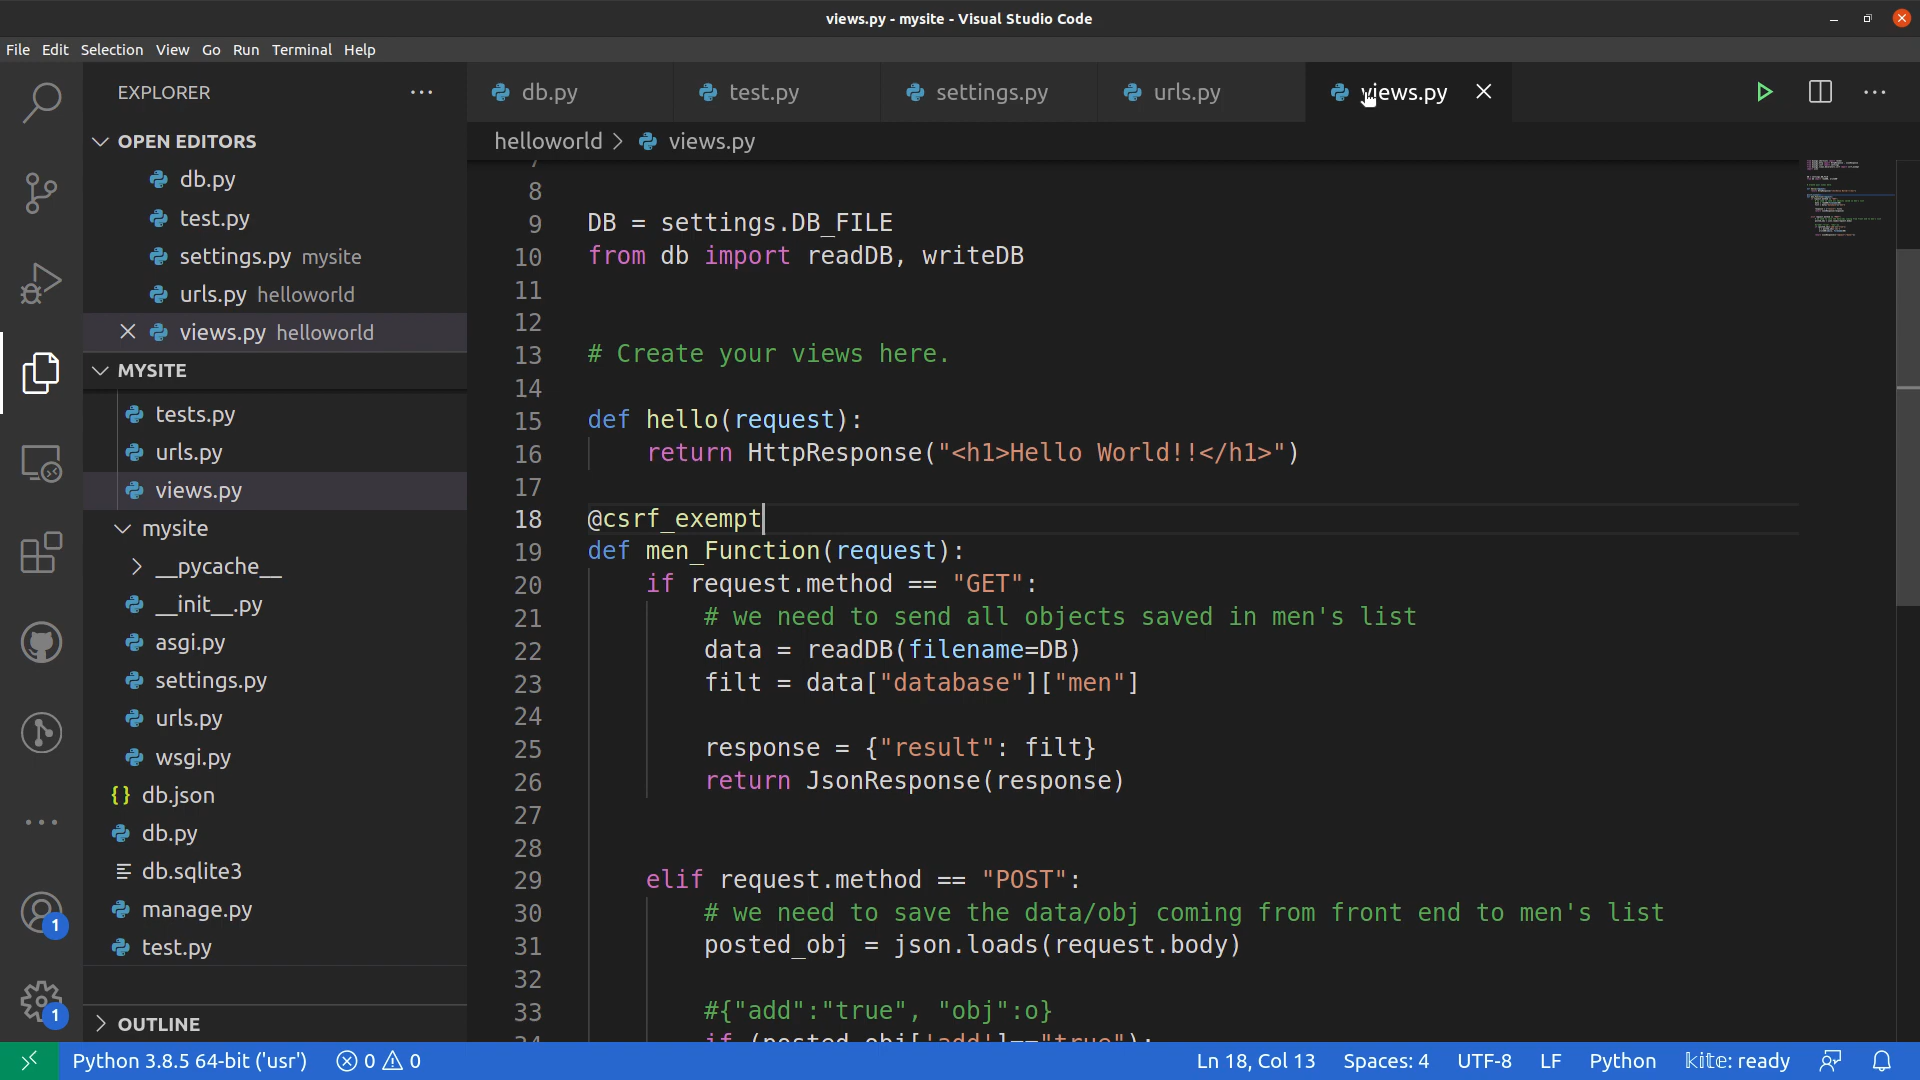 views.py - mysite - Visual Studio Code
File Edit Selection View Go Run Terminal Help
EXPLORER
OPEN EDITORS
db.py
test.py
settings.py mysite
urls.py helloworld
views.py helloworld
MYSITE
tests.py
urls.py
views.py
mysite
__pycache__
__init__.py
asgi.py
settings.py
urls.py
wsgi.py
{} db.json
db.py
db.sqlite3
manage.py
test.py
OUTLINE
db.py test.py settings.py urls.py views.py
helloworld > views.py
8
9 DB = settings.DB_FILE
10 from db import readDB, writeDB
11
12
13 # Create your views here.
14
15 def hello(request):
16 return HttpResponse("<h1>Hello World!!</h1>")
17
18 @csrf_exempt
19 def men_Function(request):
20 if request.method == "GET":
21 # we need to send all objects saved in men's list
22 data = readDB(filename=DB)
23 filt = data["database"]["men"]
24
25 response = {"result": filt}
26 return JsonResponse(response)
27
28
29 elif request.method == "POST":
30 # we need to save the data/obj coming from front end to men's list
31 posted_obj = json.loads(request.body)
32
33 #{"add":"true", "obj":o}
34 if (posted_obj['add']=="true"):
1
1
Python 3.8.5 64-bit ('usr') 0 0 Ln 18, Col 13 Spaces: 4 UTF-8 LF Python kite: ready